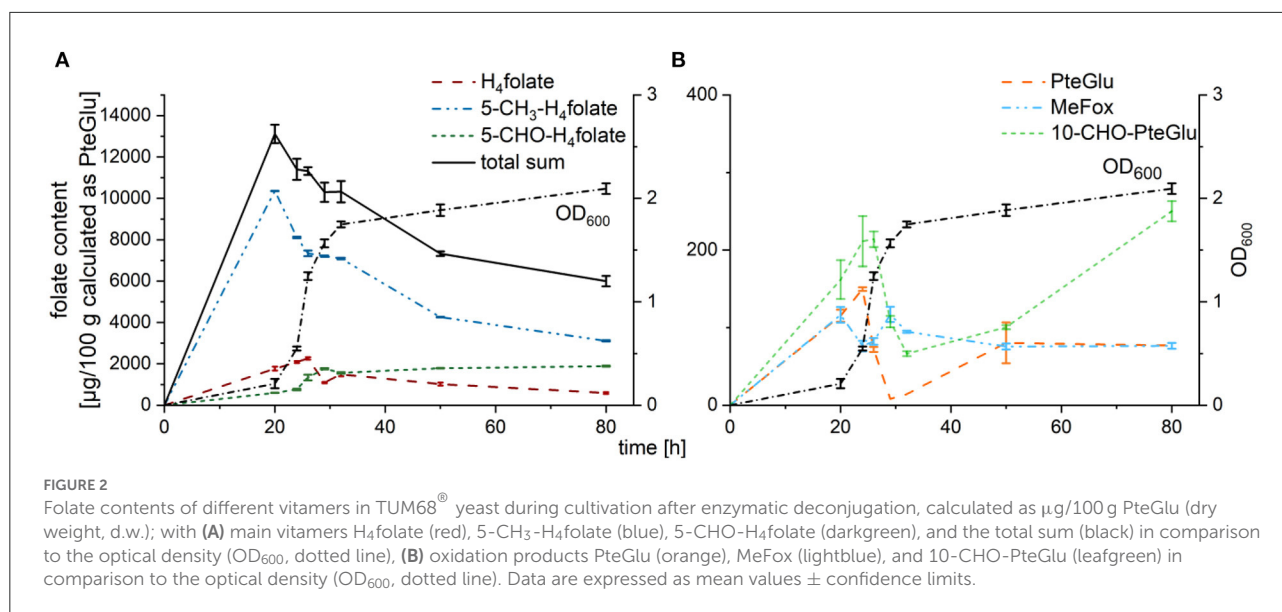 A
B
H₄folate
5-CH₃-H₄folate
5-CHO-H₄folate
total sum
PteGlu
MeFox
10-CHO-PteGlu
folate content
[µg/100 g calculated as PteGlu]
14000
12000
10000
8000
6000
4000
2000
0
3
2
1
0
OD₆₀₀
0
20
40
60
80
time [h]
400
200
0
3
2
1
0
OD₆₀₀
OD₆₀₀
0
20
40
60
80
FIGURE 2
Folate contents of different vitamers in TUM68® yeast during cultivation after enzymatic deconjugation, calculated as µg/100 g PteGlu (dry
weight, d.w.); with (A) main vitamers H₄folate (red), 5-CH₃-H₄folate (blue), 5-CHO-H₄folate (darkgreen), and the total sum (black) in comparison
to the optical density (OD₆₀₀, dotted line), (B) oxidation products PteGlu (orange), MeFox (lightblue), and 10-CHO-PteGlu (leafgreen) in
comparison to the optical density (OD₆₀₀, dotted line). Data are expressed as mean values ± confidence limits.